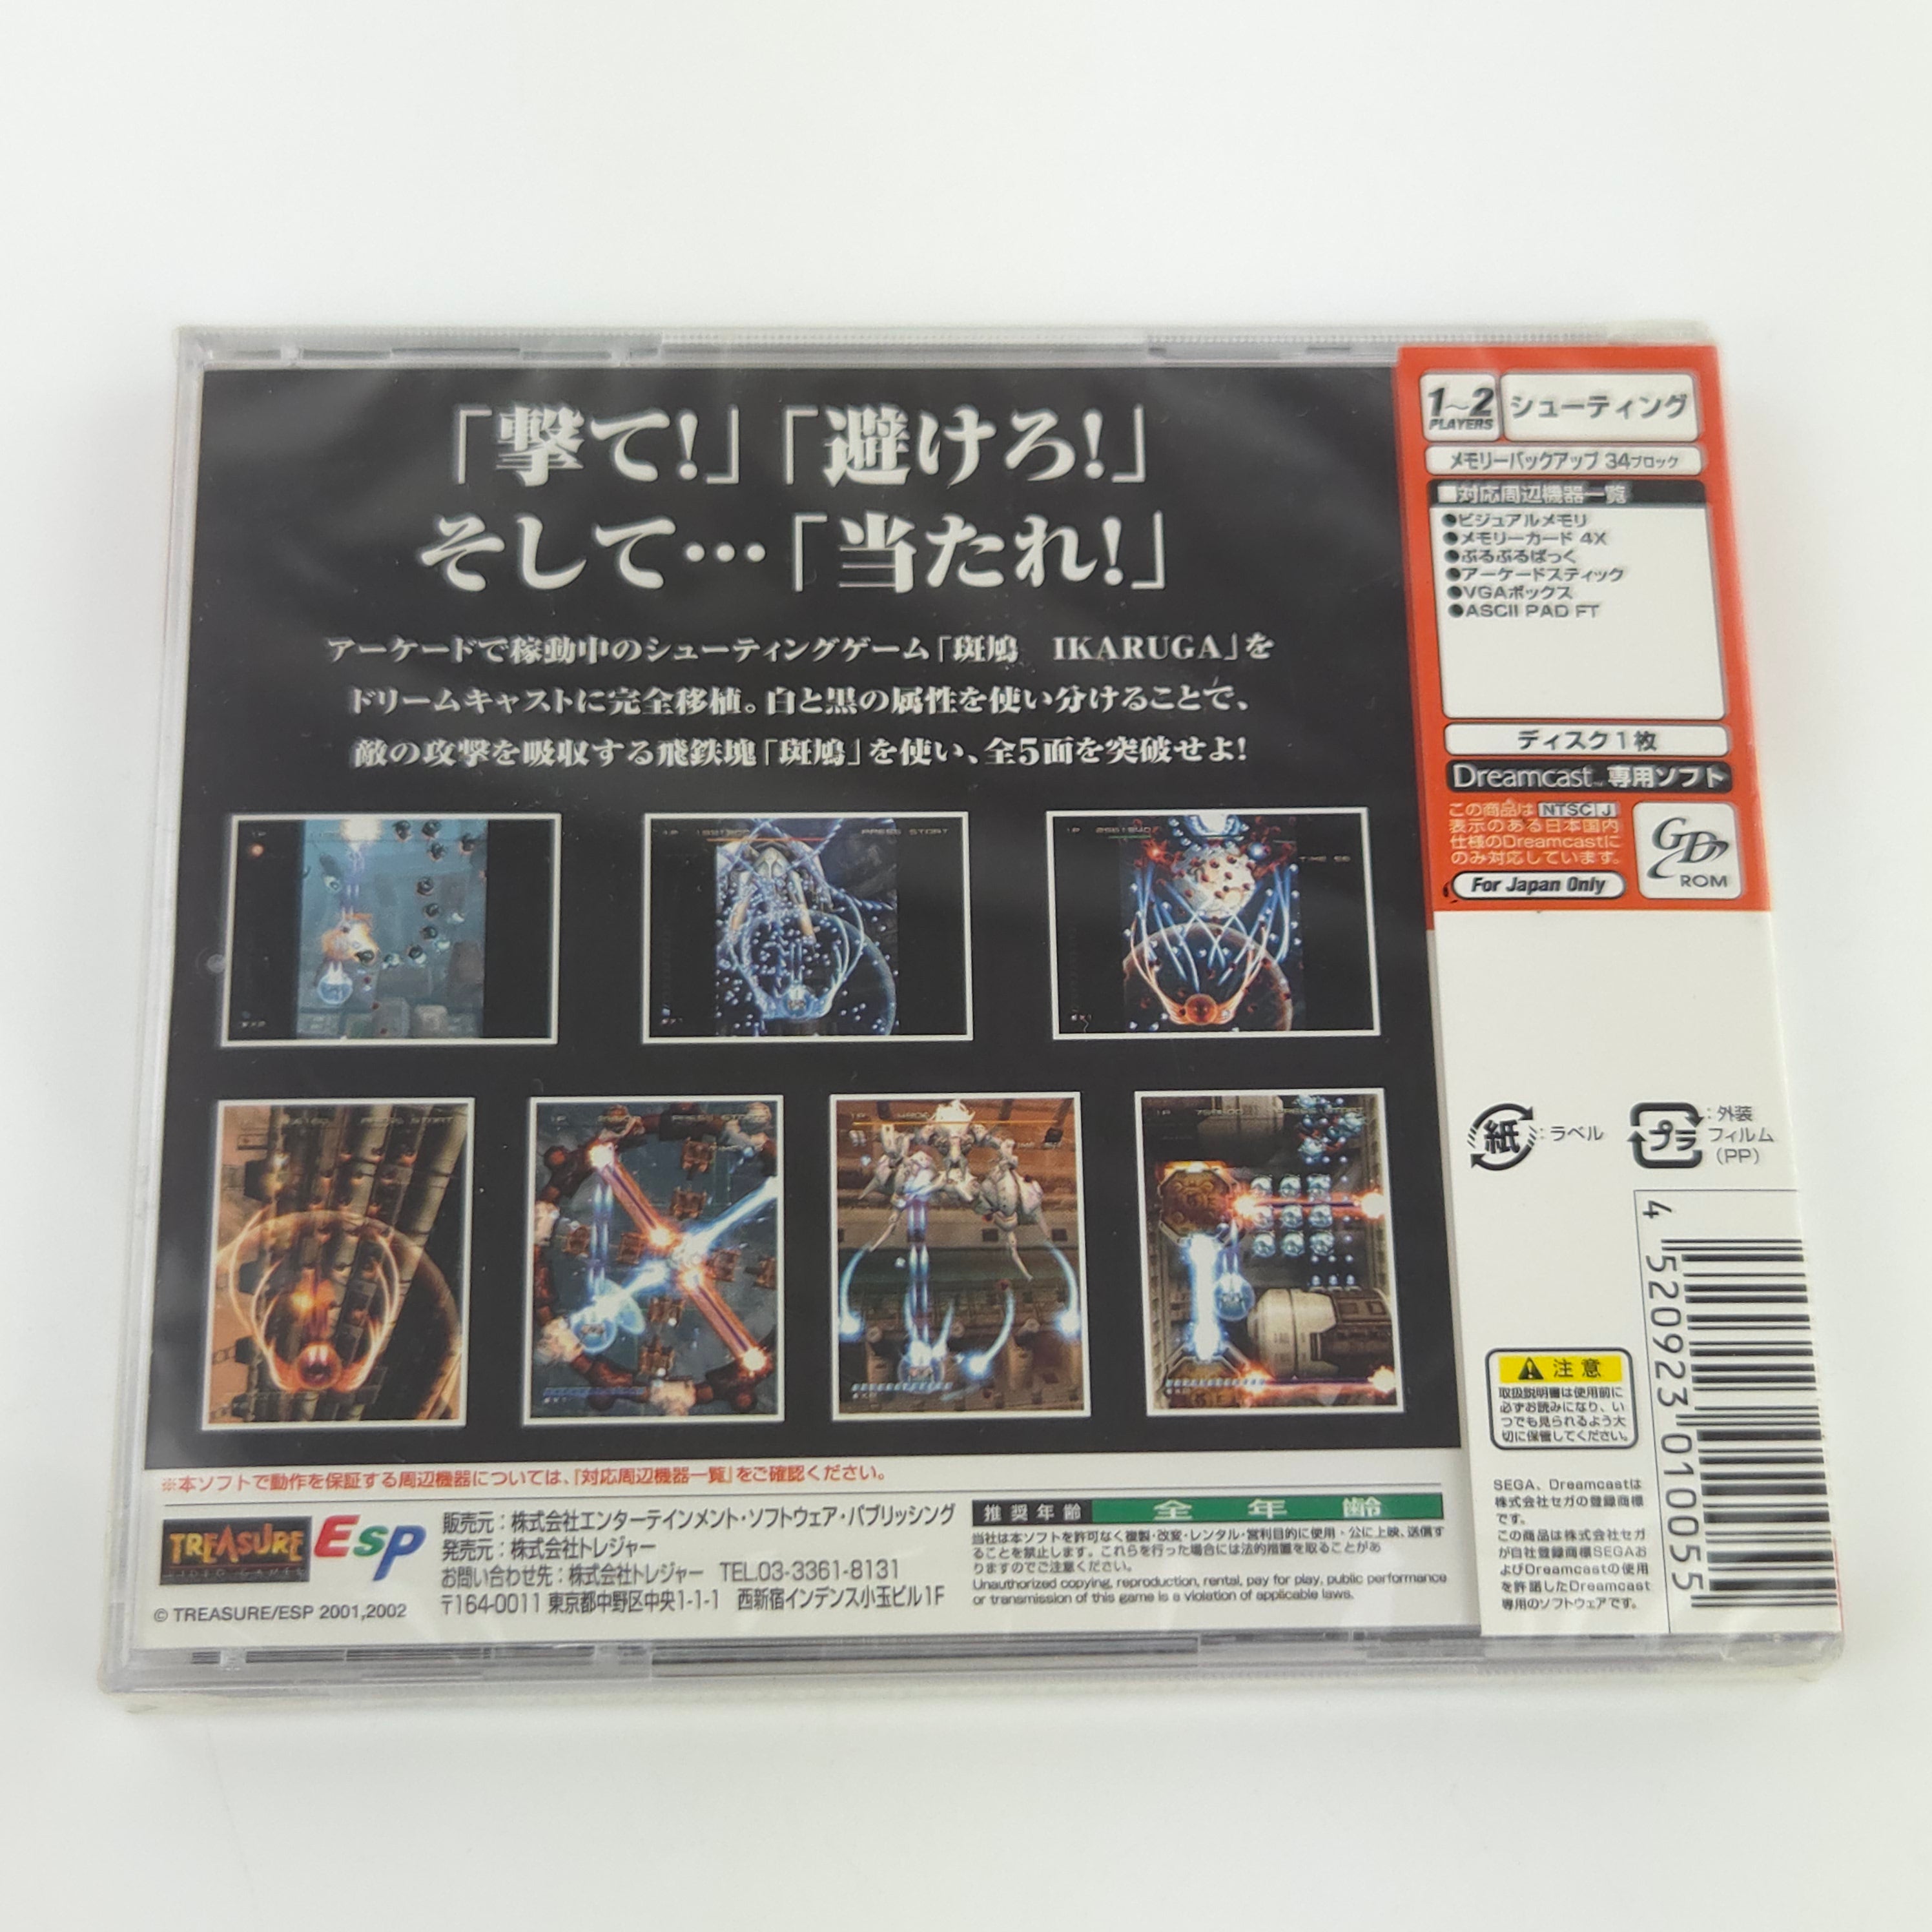 「撃て!」「避けろ!」
そして…「当たれ!」
アーケードで稼動中のシューティングゲーム「斑鳩 IKARUGA」を
ドリームキャストに完全移植。白と黒の属性を使い分けることで、
敵の攻撃を吸収する飛鉄塊「斑鳩」を使い、全5面を突破せよ!
PRESS START
※本ソフトで動作を保証する周辺機器については、『対応周辺機器一覧』をご確認ください。
TREASURE
VIDEO GAMES
ESP
© TREASURE/ESP 2001,2002
販売元:株式会社エンターテインメント・ソフトウェア・パブリッシング
発売元:株式会社トレジャー
お問い合わせ先:株式会社トレジャー TEL.03-3361-8131
〒164-0011 東京都中野区中央1-1-1 西新宿インデンス小玉ビル1F
推奨年齢 全年齢
当社は本ソフトを許可なく複製・改変・レンタル・営利目的に使用・公に上映、送信す
ることを禁止します。これらを行った場合には法的措置を取ることがあ
りますのでご注意ください。
Unauthorized copying, reproduction, rental, pay for play, public performance
or transmission of this game is a violation of applicable laws.
1~2 PLAYERS
シューティング
メモリーバックアップ 34ブロック
■対応周辺機器一覧
●ビジュアルメモリ
●メモリーカード 4X
●ぷるぷるぱっく
●アーケードスティック
●VGAボックス
●ASCII PAD FT
ディスク1枚
Dreamcast™専用ソフト
この商品は NTSC J
表示のある日本国内
仕様のDreamcastに
のみ対応しています。
For Japan Only
GD ROM
紙:ラベル
プラ:外装
フィルム
(PP)
注意
取扱説明書は使用前に
必ずお読みになり、い
つでも見られるよう大
切に保管してください。
SEGA、Dreamcastは
株式会社セガの登録商標
です。
この商品は株式会社セガ
が自社登録商標SEGAお
よびDreamcastの使用
を許諾したDreamcast
専用のソフトウェアです。
4 520923 010055